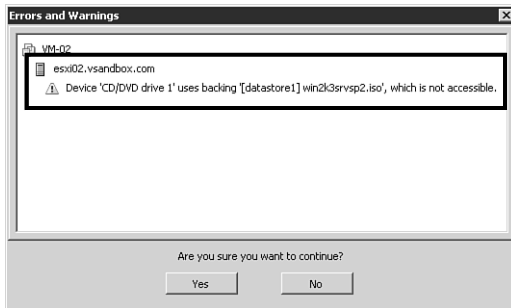 Errors and Warnings
VM-02
esxi02.vsandbox.com
Device 'CD/DVD drive 1' uses backing '[datastore1] win2k3srvsp2.iso', which is not accessible.
Are you sure you want to continue?
Yes No